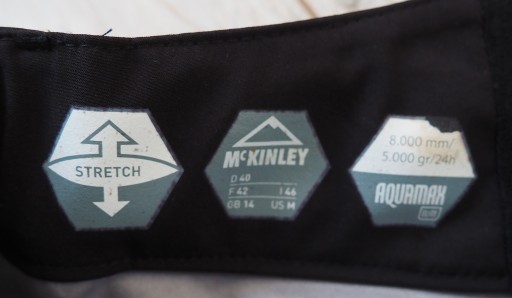 STRETCH
McKINLEY
D 40
F 42 I 46
GB 14 US M
8.000 mm/
5.000 gr/24h
AQUAMAX